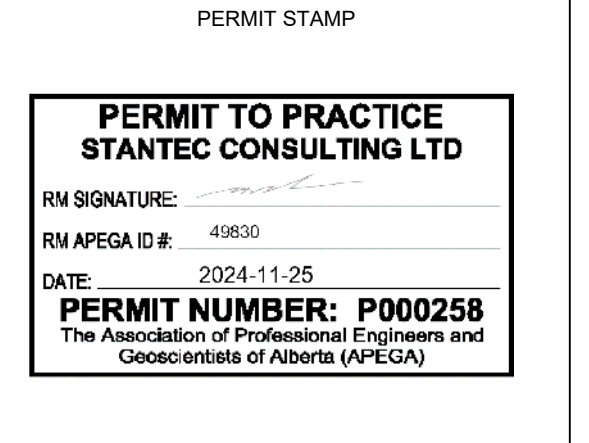 PERMIT STAMP
PERMIT TO PRACTICE
STANTEC CONSULTING LTD
RM SIGNATURE:
RM APEGA ID #: 49830
DATE: 2024-11-25
PERMIT NUMBER: P000258
The Association of Professional Engineers and
Geoscientists of Alberta (APEGA)